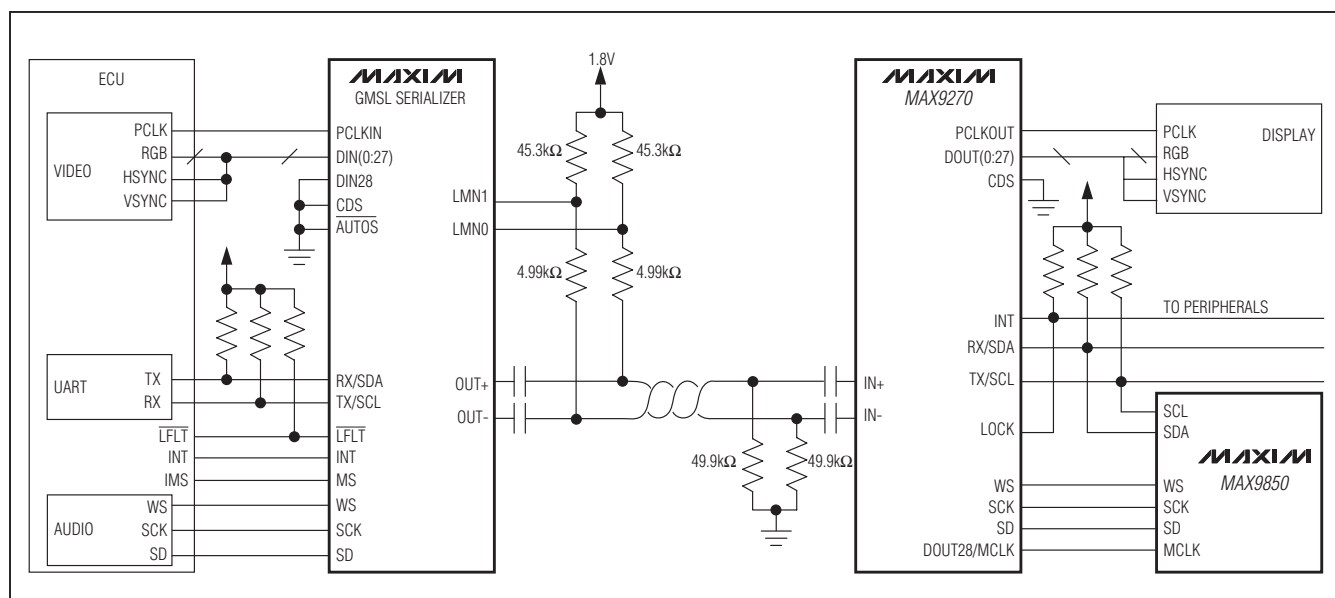 ECU
VIDEO
PCLK
RGB
HSYNC
VSYNC
UART
TX
RX
LFLT
INT
IMS
AUDIO
WS
SCK
SD
MAXIM
GMSL SERIALIZER
PCLKIN
DIN(0:27)
DIN28
CDS
AUTOS
RX/SDA
TX/SCL
LFLT
INT
MS
WS
SCK
SD
LMN1
LMN0
OUT+
OUT-
1.8V
45.3kΩ
45.3kΩ
4.99kΩ
4.99kΩ
49.9kΩ
49.9kΩ
MAXIM
MAX9270
IN+
IN-
PCLKOUT
DOUT(0:27)
CDS
INT
RX/SDA
TX/SCL
LOCK
WS
SCK
SD
DOUT28/MCLK
DISPLAY
PCLK
RGB
HSYNC
VSYNC
TO PERIPHERALS
SCL
SDA
MAXIM
MAX9850
WS
SCK
SD
MCLK